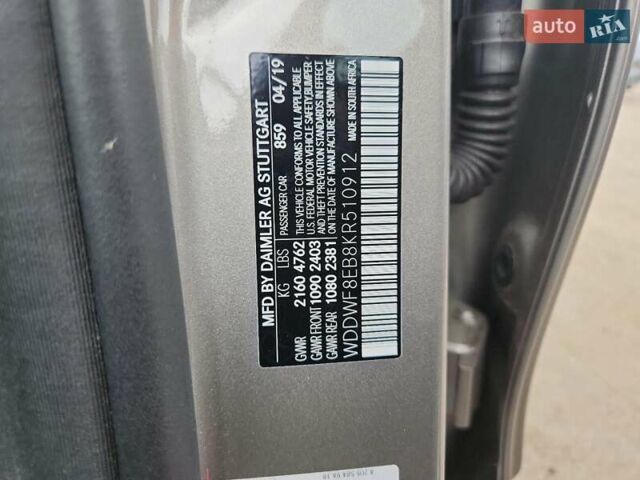 MFD BY DAIMLER AG STUTTGART
KG LBS PASSENGER CAR 859 04/19
GVWR 2160 4762 THIS VEHICLE CONFORMS TO ALL APPLICABLE
GAWR FRONT 1090 2403 U.S. FEDERAL MOTOR VEHICLE SAFETY, BUMPER
GAWR REAR 1080 2381 AND THEFT PREVENTION STANDARDS IN EFFECT
ON THE DATE OF MANUFACTURE SHOWN ABOVE
WDDWF8EB8KR510912 MADE IN SOUTH AFRICA
auto RIA .com